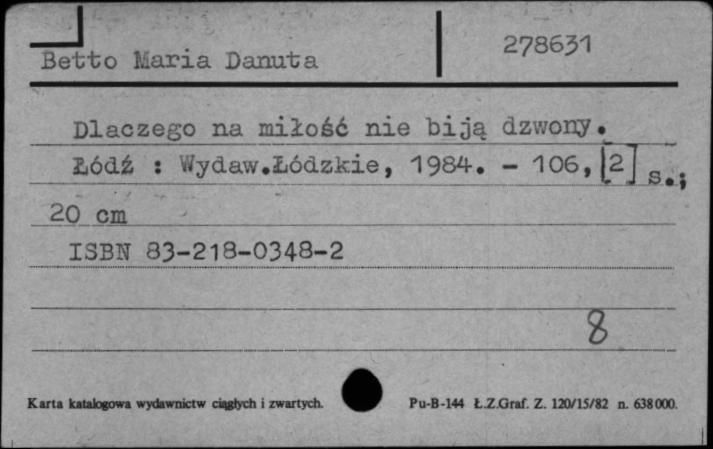 Betto Maria Danuta
278631
Dlaczego na miłość nie biją dzwony.
Łódź : Wydaw.Łódzkie, 1984. - 106, [2] s.;
20 cm
ISBN 83-218-0348-2
8
Karta katalogowa wydawnictw ciągłych i zwartych.
Pu-B-144 Ł.Z.Graf. Z. 120/15/82 n. 638000.